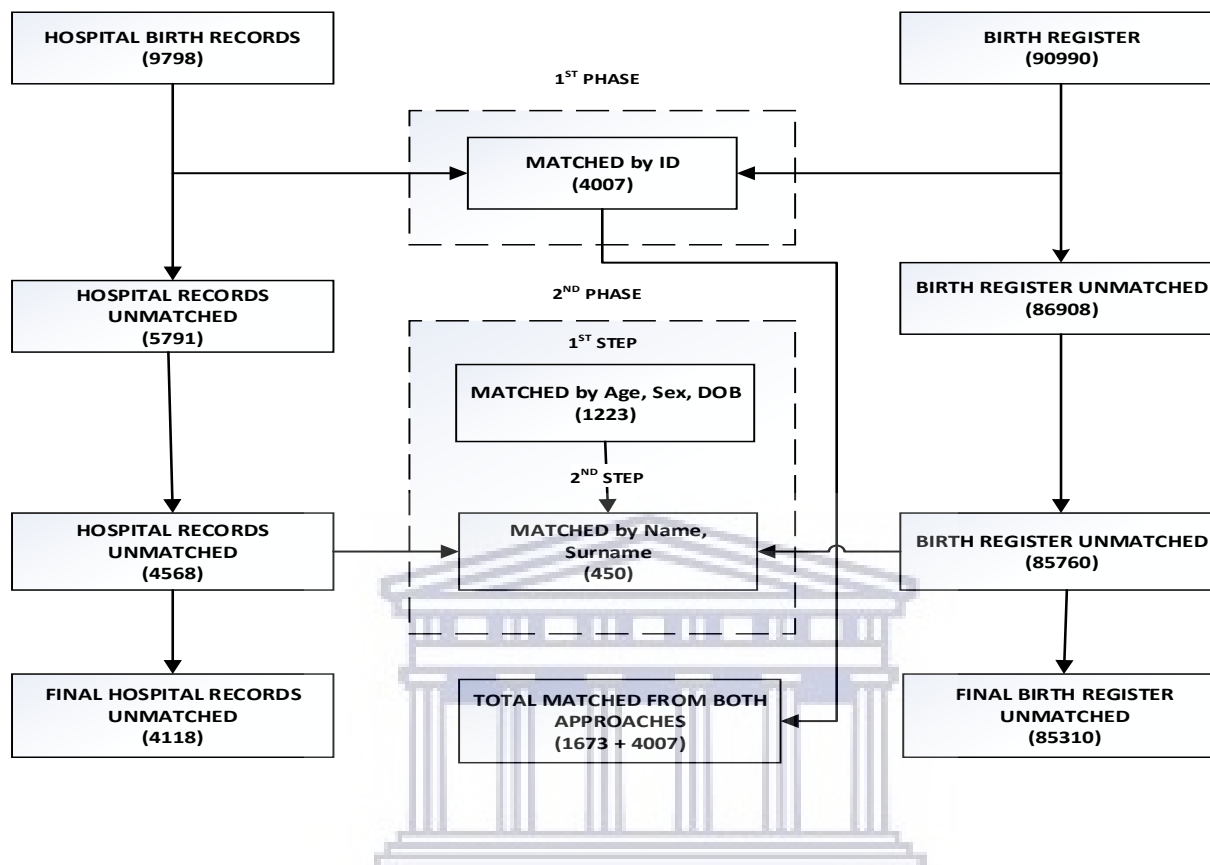 HOSPITAL BIRTH RECORDS
(9798)
BIRTH REGISTER
(90990)
1ST PHASE
MATCHED by ID
(4007)
HOSPITAL RECORDS
UNMATCHED
(5791)
2ND PHASE
BIRTH REGISTER UNMATCHED
(86908)
1ST STEP
MATCHED by Age, Sex, DOB
(1223)
2ND STEP
HOSPITAL RECORDS
UNMATCHED
(4568)
MATCHED by Name,
Surname
(450)
BIRTH REGISTER UNMATCHED
(85760)
FINAL HOSPITAL RECORDS
UNMATCHED
(4118)
TOTAL MATCHED FROM BOTH
APPROACHES
(1673 + 4007)
FINAL BIRTH REGISTER
UNMATCHED
(85310)